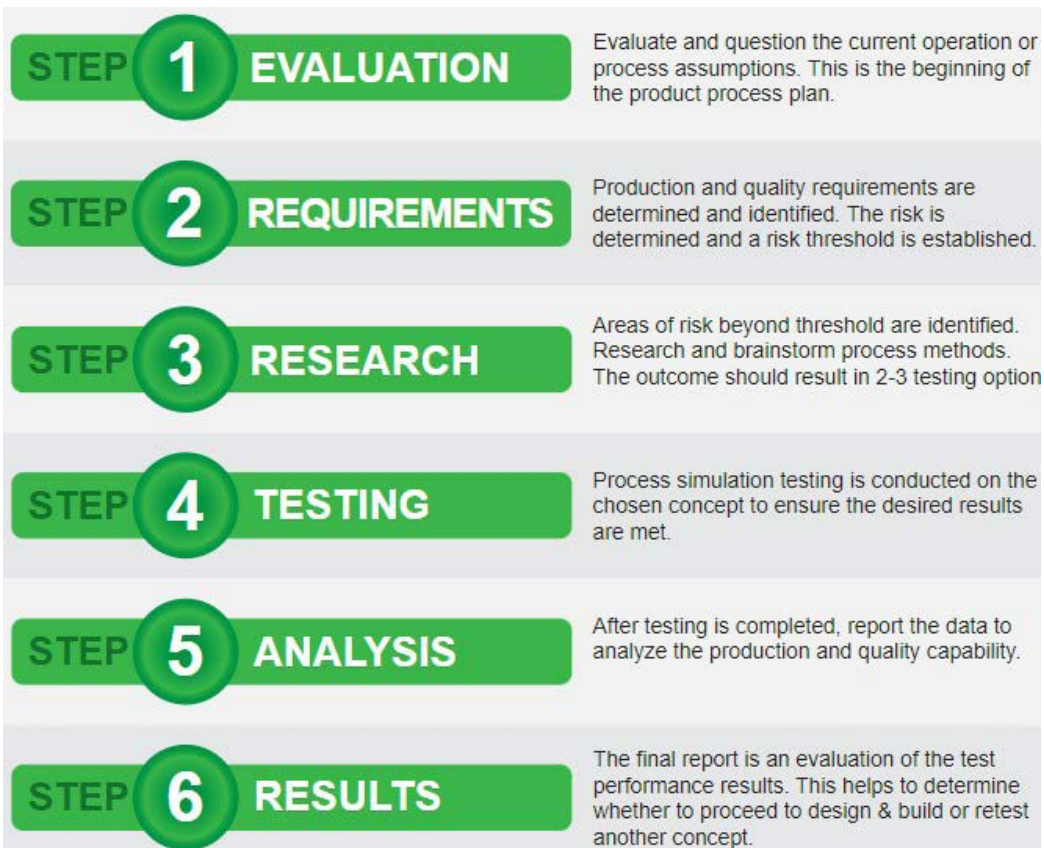 STEP 1 EVALUATION
Evaluate and question the current operation or
process assumptions. This is the beginning of
the product process plan.
STEP 2 REQUIREMENTS
Production and quality requirements are
determined and identified. The risk is
determined and a risk threshold is established.
STEP 3 RESEARCH
Areas of risk beyond threshold are identified.
Research and brainstorm process methods.
The outcome should result in 2-3 testing option
STEP 4 TESTING
Process simulation testing is conducted on the
chosen concept to ensure the desired results
are met.
STEP 5 ANALYSIS
After testing is completed, report the data to
analyze the production and quality capability.
STEP 6 RESULTS
The final report is an evaluation of the test
performance results. This helps to determine
whether to proceed to design & build or retest
another concept.